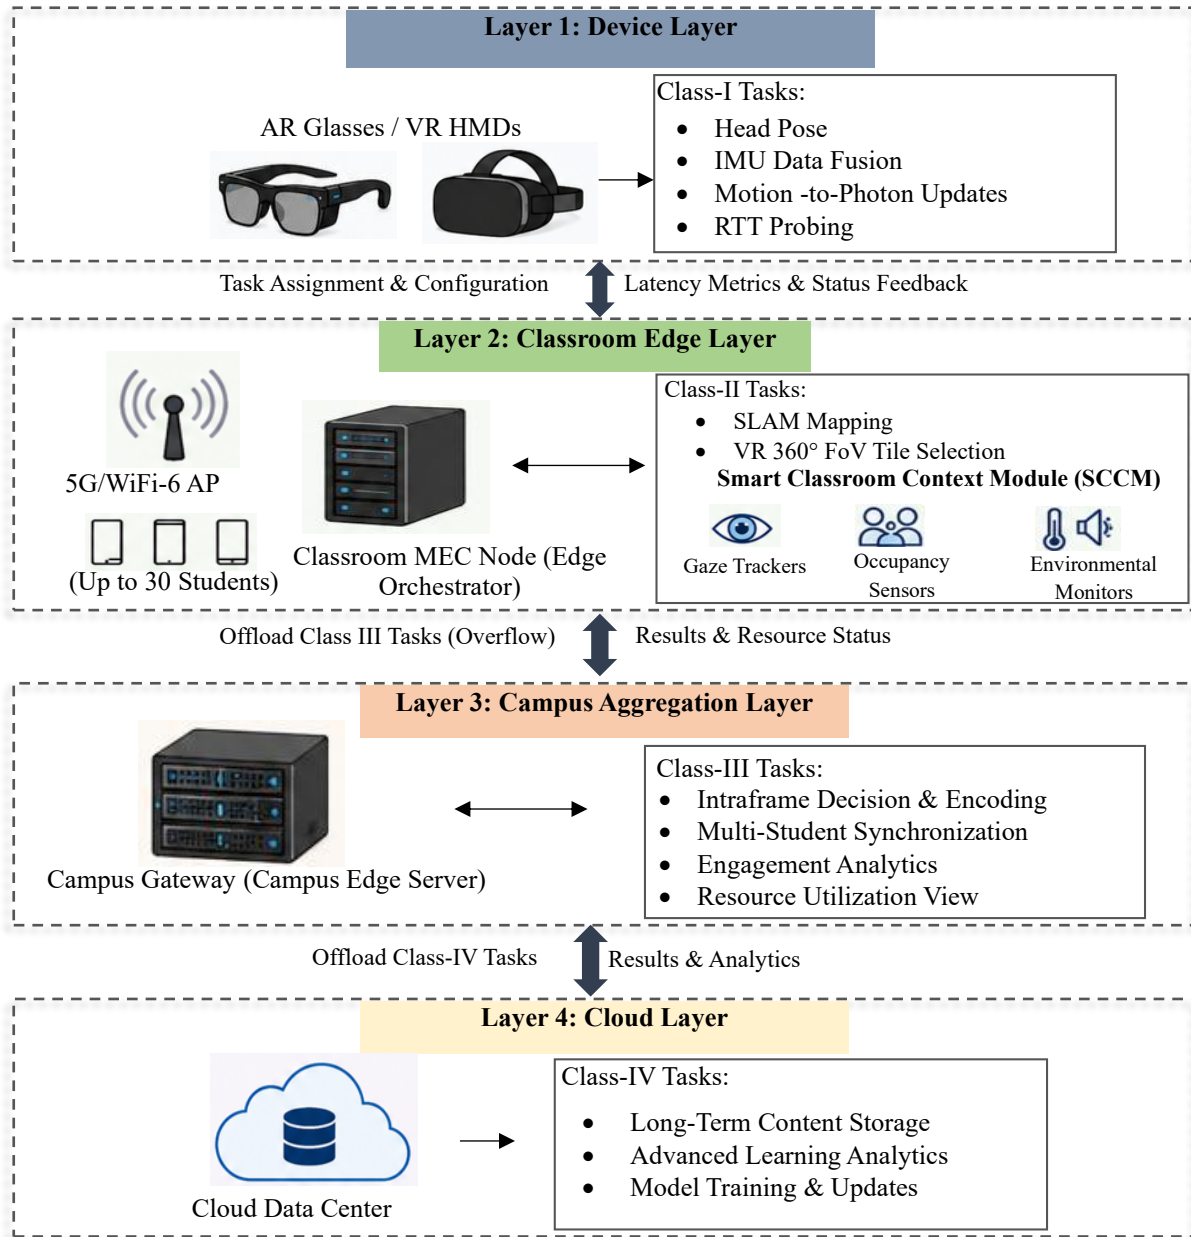 Layer 1: Device Layer
AR Glasses / VR HMDs
Class-I Tasks:
• Head Pose
• IMU Data Fusion
• Motion -to-Photon Updates
• RTT Probing
Task Assignment & Configuration
Latency Metrics & Status Feedback
Layer 2: Classroom Edge Layer
5G/WiFi-6 AP
(Up to 30 Students)
Classroom MEC Node (Edge
Orchestrator)
Class-II Tasks:
• SLAM Mapping
• VR 360° FoV Tile Selection
Smart Classroom Context Module (SCCM)
Gaze Trackers
Occupancy
Sensors
Environmental
Monitors
Offload Class III Tasks (Overflow)
Results & Resource Status
Layer 3: Campus Aggregation Layer
Campus Gateway (Campus Edge Server)
Class-III Tasks:
• Intraframe Decision & Encoding
• Multi-Student Synchronization
• Engagement Analytics
• Resource Utilization View
Offload Class-IV Tasks
Results & Analytics
Layer 4: Cloud Layer
Cloud Data Center
Class-IV Tasks:
• Long-Term Content Storage
• Advanced Learning Analytics
• Model Training & Updates